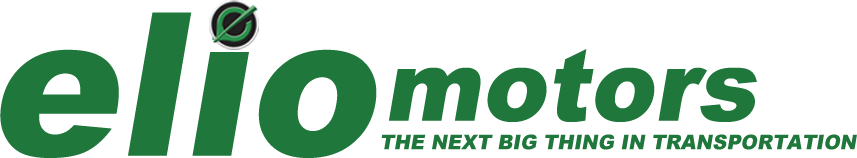 elio motors
THE NEXT BIG THING IN TRANSPORTATION